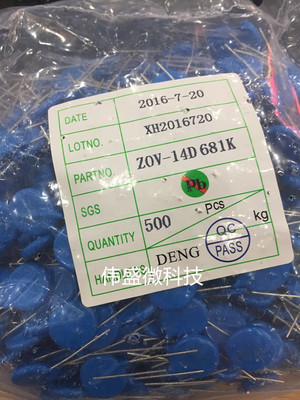 DATE 2016-7-20
LOTNO. XH2016720
PARTNO ZOV-14D681K
SGS Pb
QUANTITY 500 PCS kg
DENG QC PASS
伟盛微科技